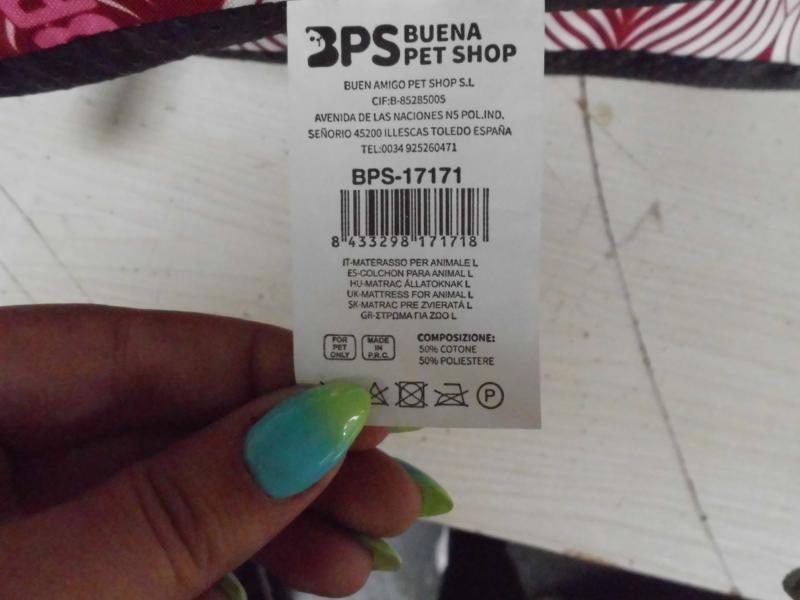 BPS BUENA
PET SHOP
BUEN AMIGO PET SHOP S.L
CIF:B-85285005
AVENIDA DE LAS NACIONES N5 POL.IND.
SEÑORIO 45200 ILLESCAS TOLEDO ESPAÑA
TEL:0034 925260471
BPS-17171
8 433298 171718
IT-MATERASSO PER ANIMALE L
ES-COLCHON PARA ANIMAL L
HU-MATRAC ÁLLATOKNAK L
UK-MATTRESS FOR ANIMAL L
SK-MATRAC PRE ZVIERATÁ L
GR-ΣΤΡΩΜΑ ΓΙΑ ΖΩΟ L
FOR PET ONLY
MADE IN P.R.C.
COMPOSIZIONE:
50% COTONE
50% POLIESTERE
P